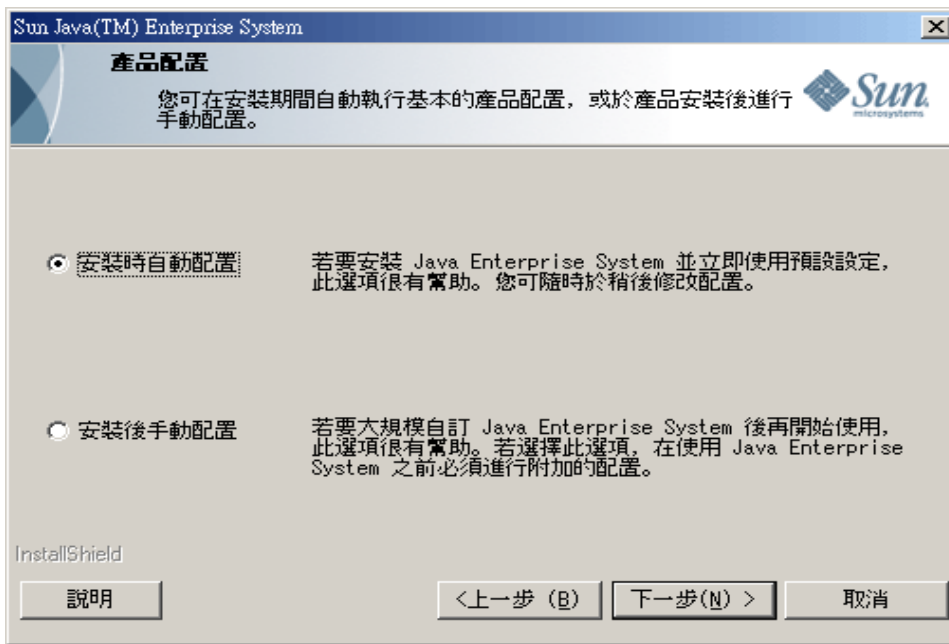 Sun Java(TM) Enterprise System
產品配置
您可在安裝期間自動執行基本的產品配置，或於產品安裝後進行
手動配置。
Sun
microsystems
安裝時自動配置
若要安裝 Java Enterprise System 並立即使用預設設定，
此選項很有幫助。您可隨時於稍後修改配置。
安裝後手動配置
若要大規模自訂 Java Enterprise System 後再開始使用，
此選項很有幫助。若選擇此選項，在使用 Java Enterprise
System 之前必須進行附加的配置。
InstallShield
說明
<上一步 (B)
下一步(N) >
取消